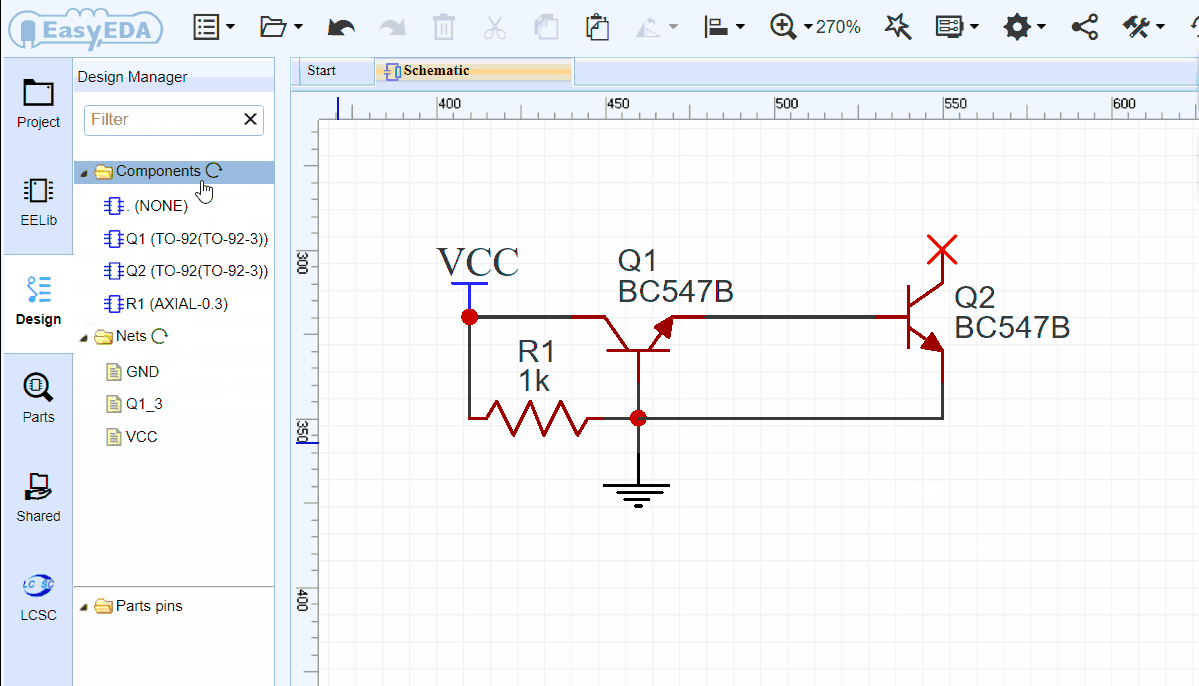 EasyEDA
270%
Design Manager
Start
Schematic
Project
Filter
400
450
500
550
600
Components
EELib
. (NONE)
Q1 (TO-92(TO-92-3))
Q2 (TO-92(TO-92-3))
R1 (AXIAL-0.3)
Design
Nets
GND
Q1_3
VCC
Parts
Shared
LCSC
LCSC
Parts pins
300
350
400
VCC
Q1
BC547B
Q2
BC547B
R1
1k